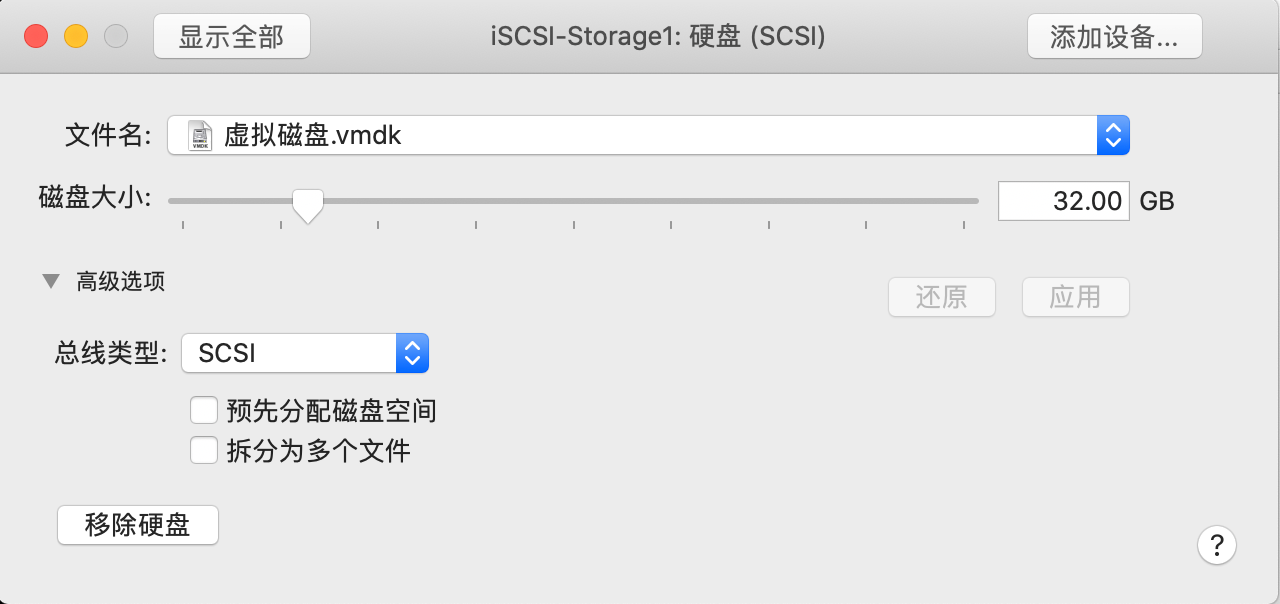 显示全部 iSCSI-Storage1: 硬盘 (SCSI) 添加设备...
文件名: VMDK 虚拟磁盘.vmdk
磁盘大小: 32.00 GB
高级选项
还原 应用
总线类型: SCSI
预先分配磁盘空间
拆分为多个文件
移除硬盘
?